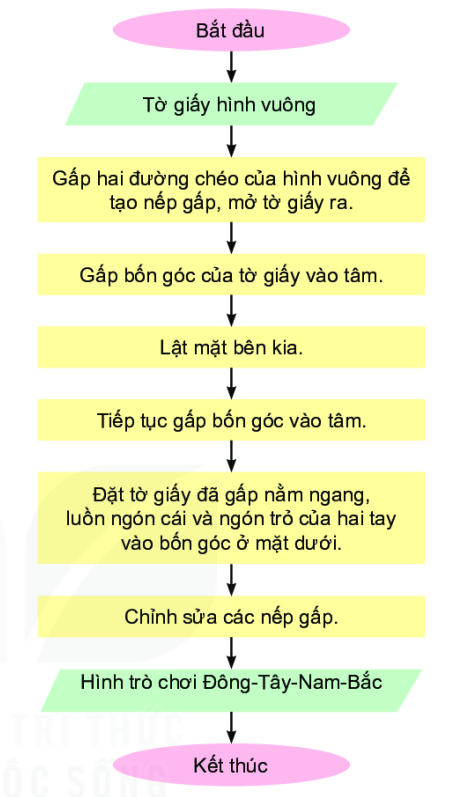 Bắt đầu
Tờ giấy hình vuông
Gấp hai đường chéo của hình vuông để
tạo nếp gấp, mở tờ giấy ra.
Gấp bốn góc của tờ giấy vào tâm.
Lật mặt bên kia.
Tiếp tục gấp bốn góc vào tâm.
Đặt tờ giấy đã gấp nằm ngang,
luồn ngón cái và ngón trỏ của hai tay
vào bốn góc ở mặt dưới.
Chỉnh sửa các nếp gấp.
Hình trò chơi Đông-Tây-Nam-Bắc
TRI THỨC
Kết thúc
SỐNG